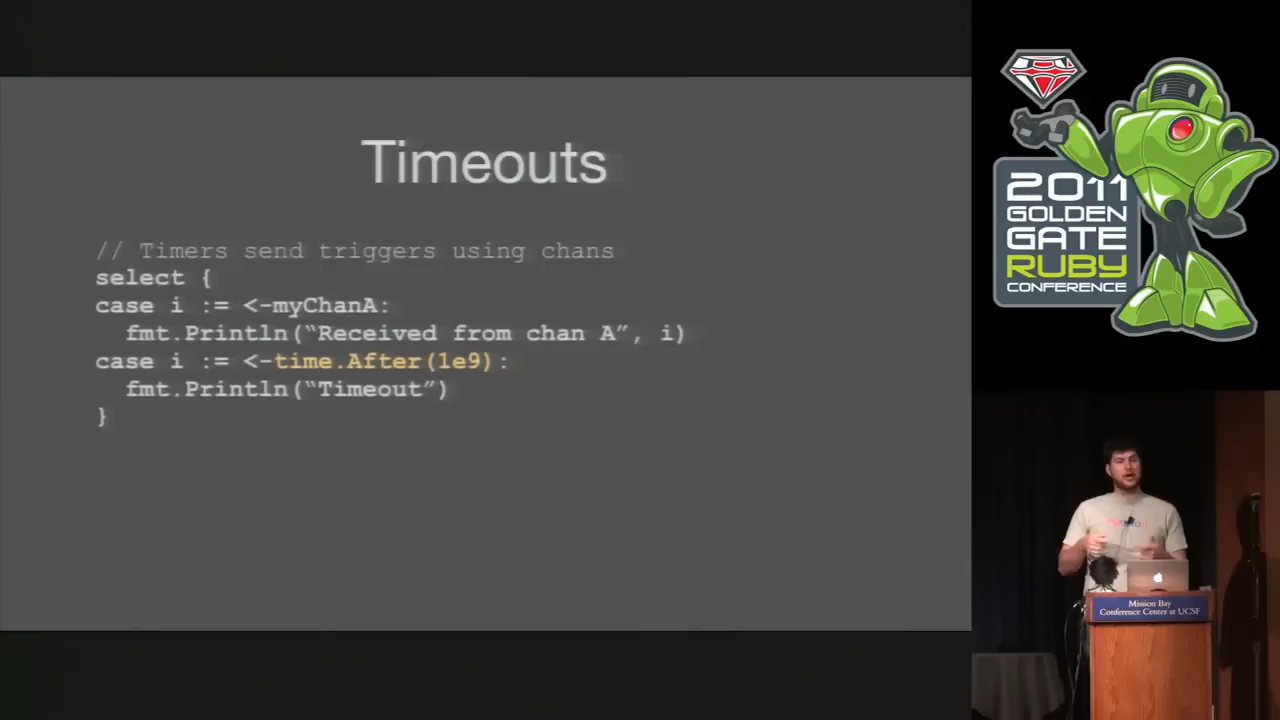 Timeouts
// Timers send triggers using chans
select {
case i := <-myChanA:
  fmt.Println(“Received from chan A”, i)
case i := <-time.After(1e9):
  fmt.Println(“Timeout”)
}
2011
GOLDEN
GATE
RUBY
CONFERENCE
Mission Bay
Conference Center at UCSF